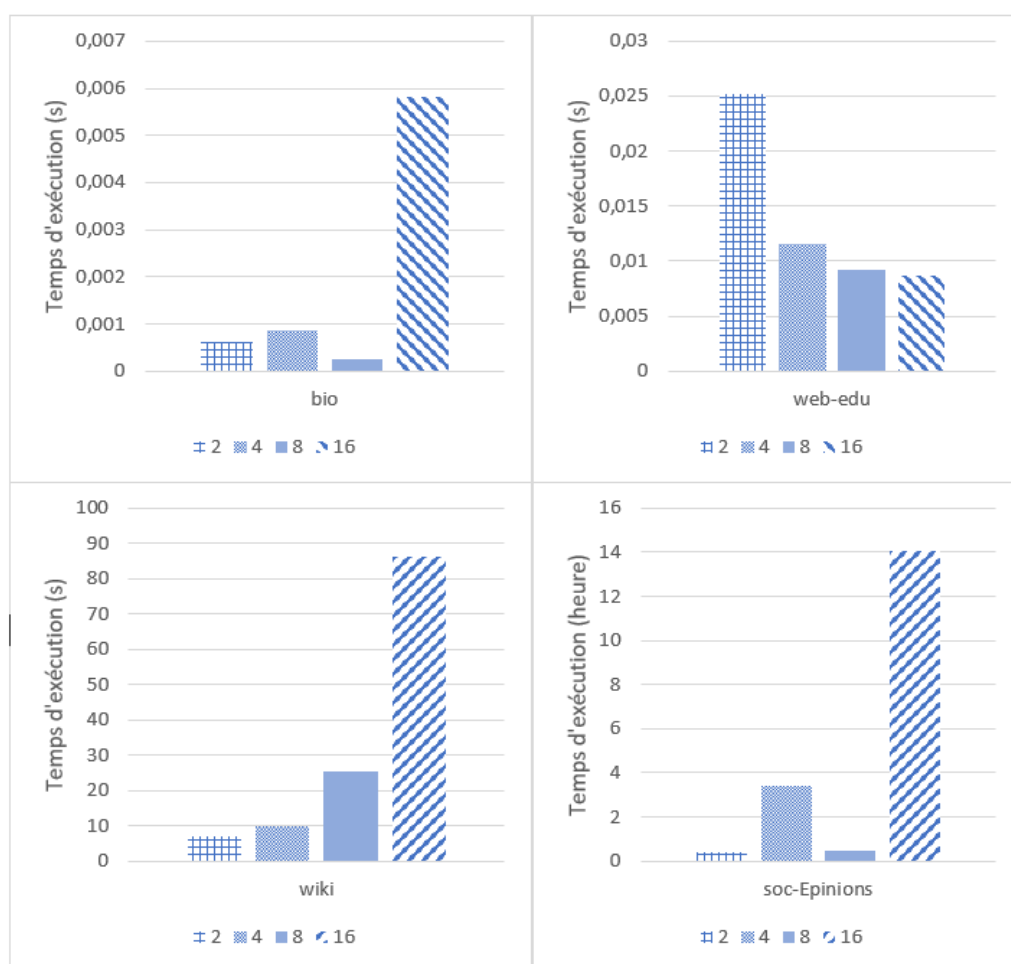 Temps d'exécution (s)
0,007
0,006
0,005
0,004
0,003
0,002
0,001
0
bio
2 4 8 16
Temps d'exécution (s)
0,03
0,025
0,02
0,015
0,01
0,005
0
web-edu
2 4 8 16
Temps d'exécution (s)
100
90
80
70
60
50
40
30
20
10
0
wiki
2 4 8 16
Temps d'exécution (heure)
16
14
12
10
8
6
4
2
0
soc-Epinions
2 4 8 16